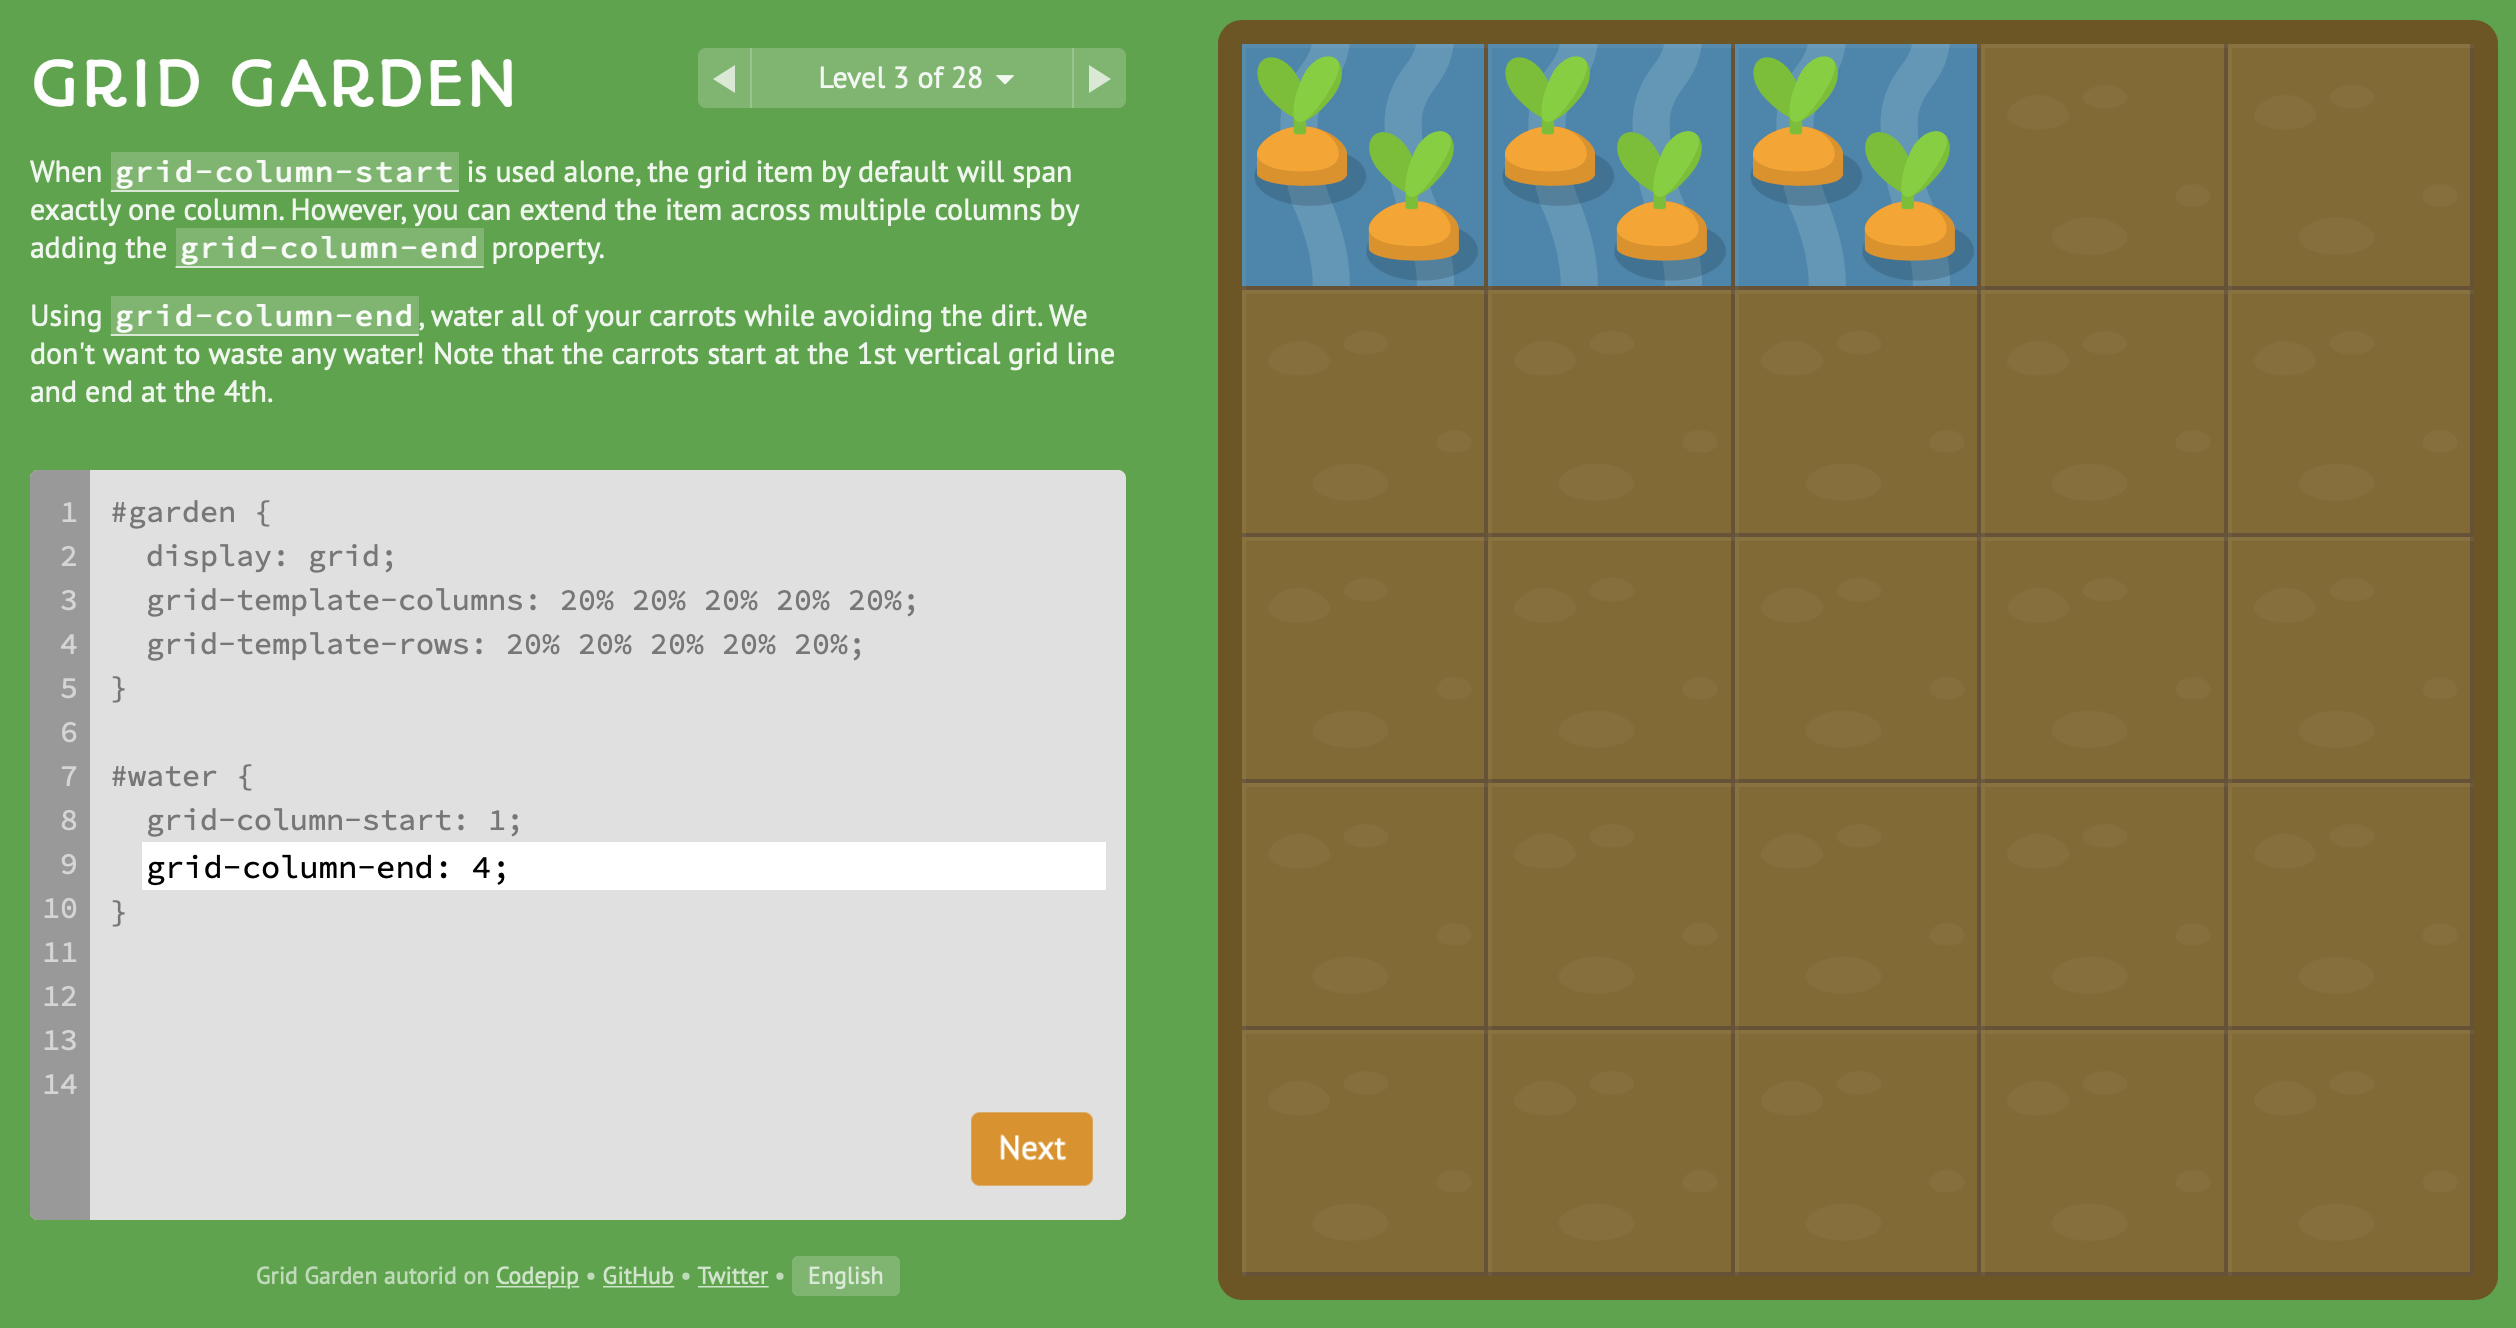 GRID GARDEN
Level 3 of 28
When grid-column-start is used alone, the grid item by default will span
exactly one column. However, you can extend the item across multiple columns by
adding the grid-column-end property.
Using grid-column-end, water all of your carrots while avoiding the dirt. We
don't want to waste any water! Note that the carrots start at the 1st vertical grid line
and end at the 4th.
1 #garden {
2 display: grid;
3 grid-template-columns: 20% 20% 20% 20% 20%;
4 grid-template-rows: 20% 20% 20% 20% 20%;
5 }
6
7 #water {
8 grid-column-start: 1;
9 grid-column-end: 4;
10 }
11
12
13
14
Next
Grid Garden autorid on Codepip • GitHub • Twitter • English